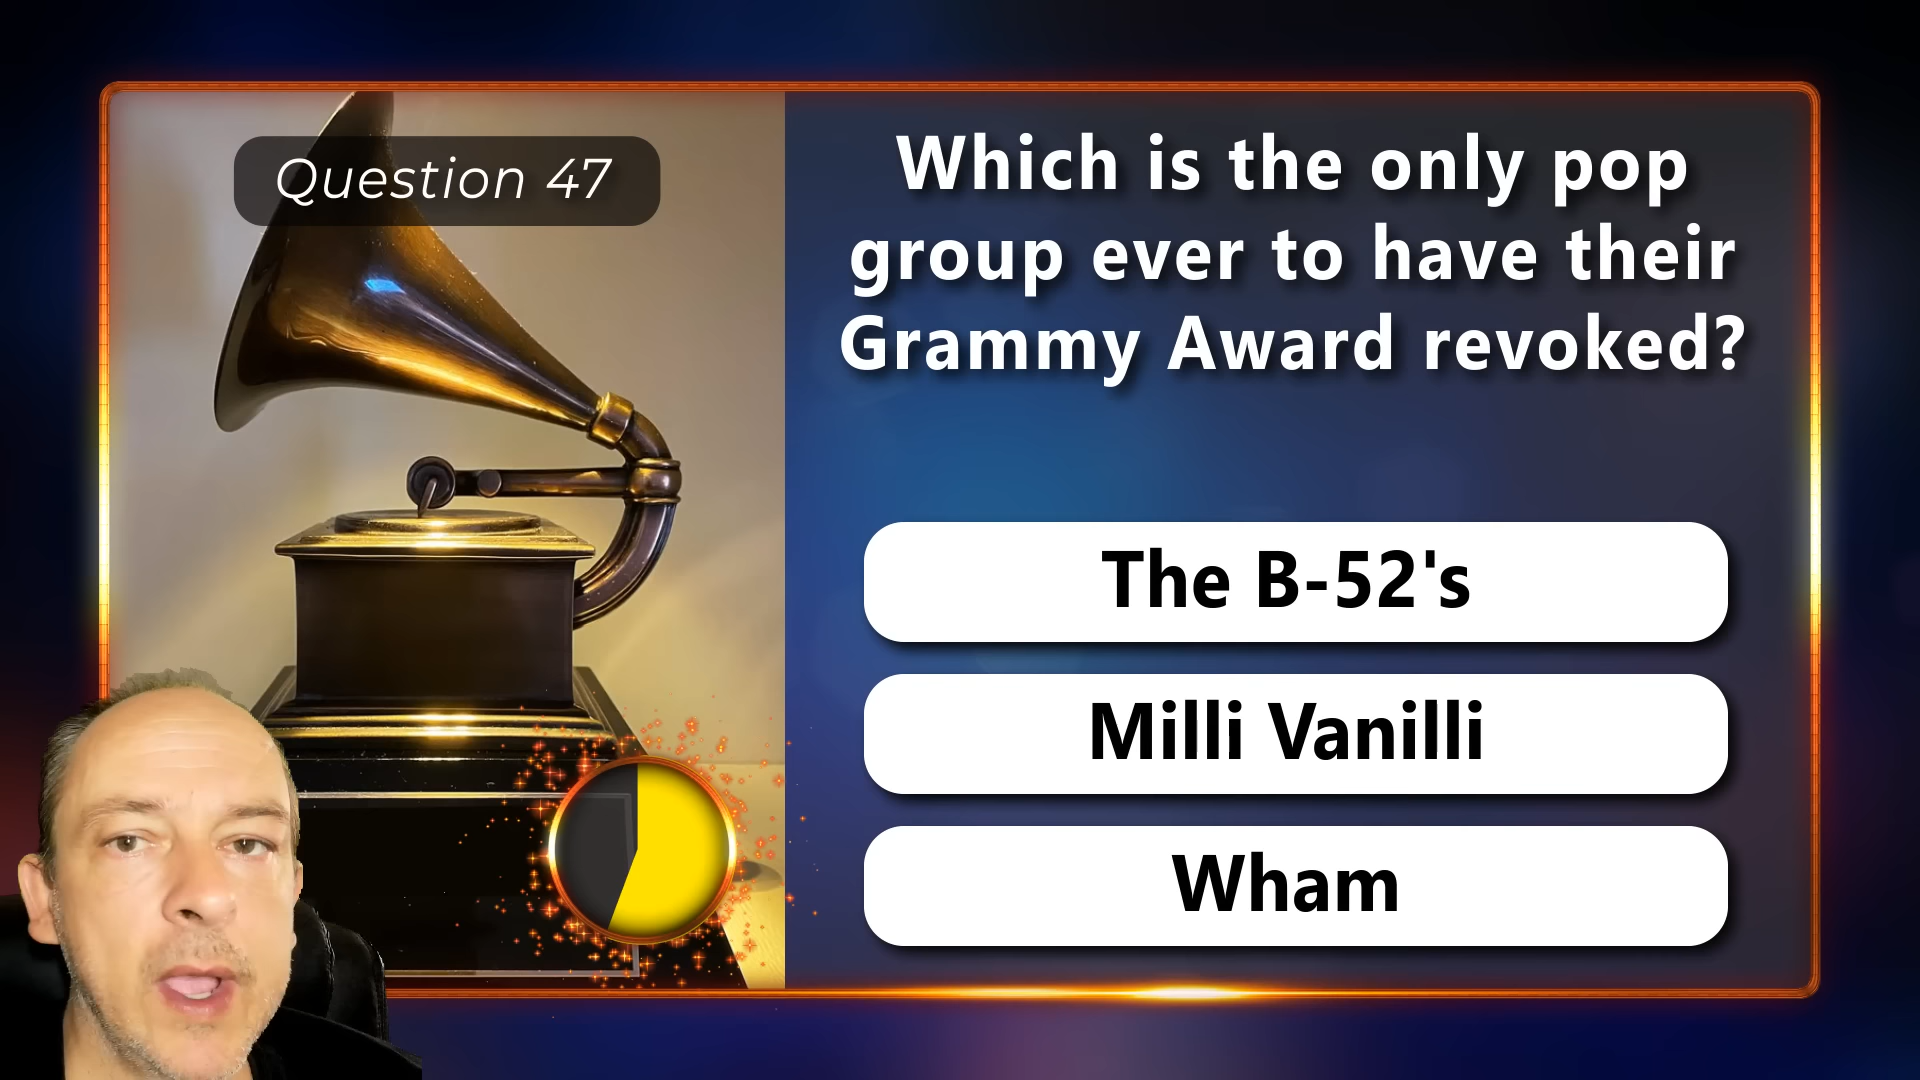 Question 47
Which is the only pop
group ever to have their
Grammy Award revoked?
The B-52's
Milli Vanilli
Wham